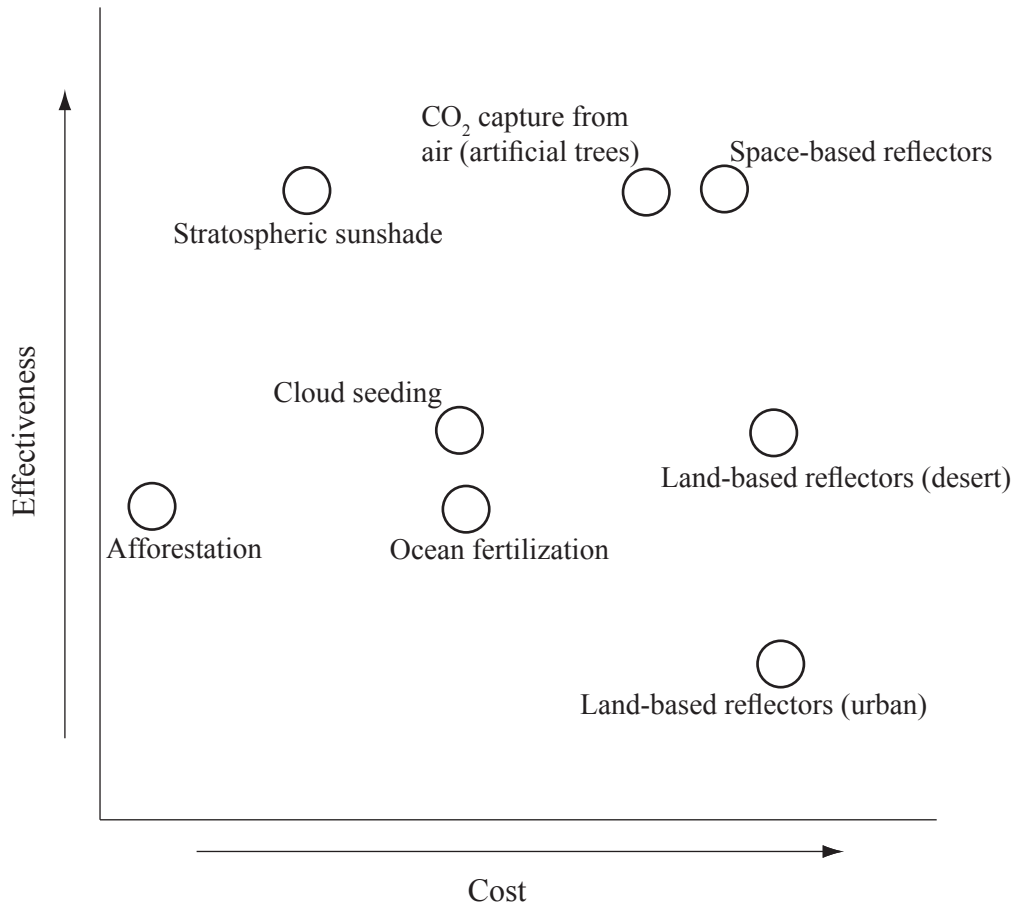 CO₂ capture from
air (artificial trees)
Space-based reflectors
Stratospheric sunshade
Effectiveness
Cloud seeding
Land-based reflectors (desert)
Afforestation
Ocean fertilization
Land-based reflectors (urban)
Cost